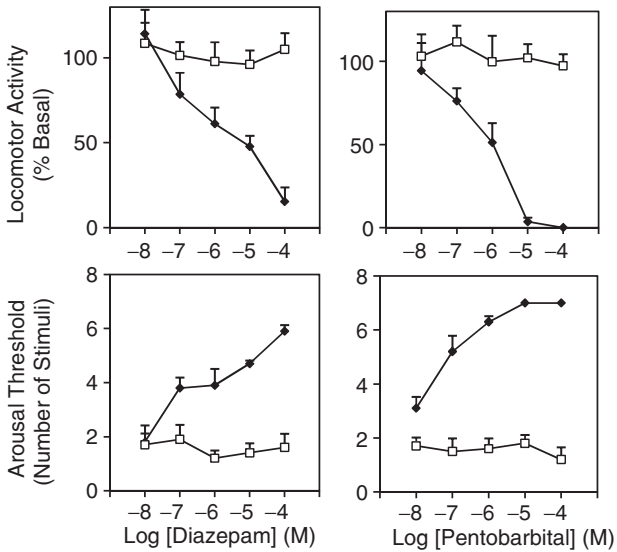 Locomotor Activity
(% Basal)
100
50
0
–8 –7 –6 –5 –4
100
50
0
–8 –7 –6 –5 –4
Arousal Threshold
(Number of Stimuli)
8
6
4
2
0
–8 –7 –6 –5 –4
Log [Diazepam] (M)
8
6
4
2
0
–8 –7 –6 –5 –4
Log [Pentobarbital] (M)